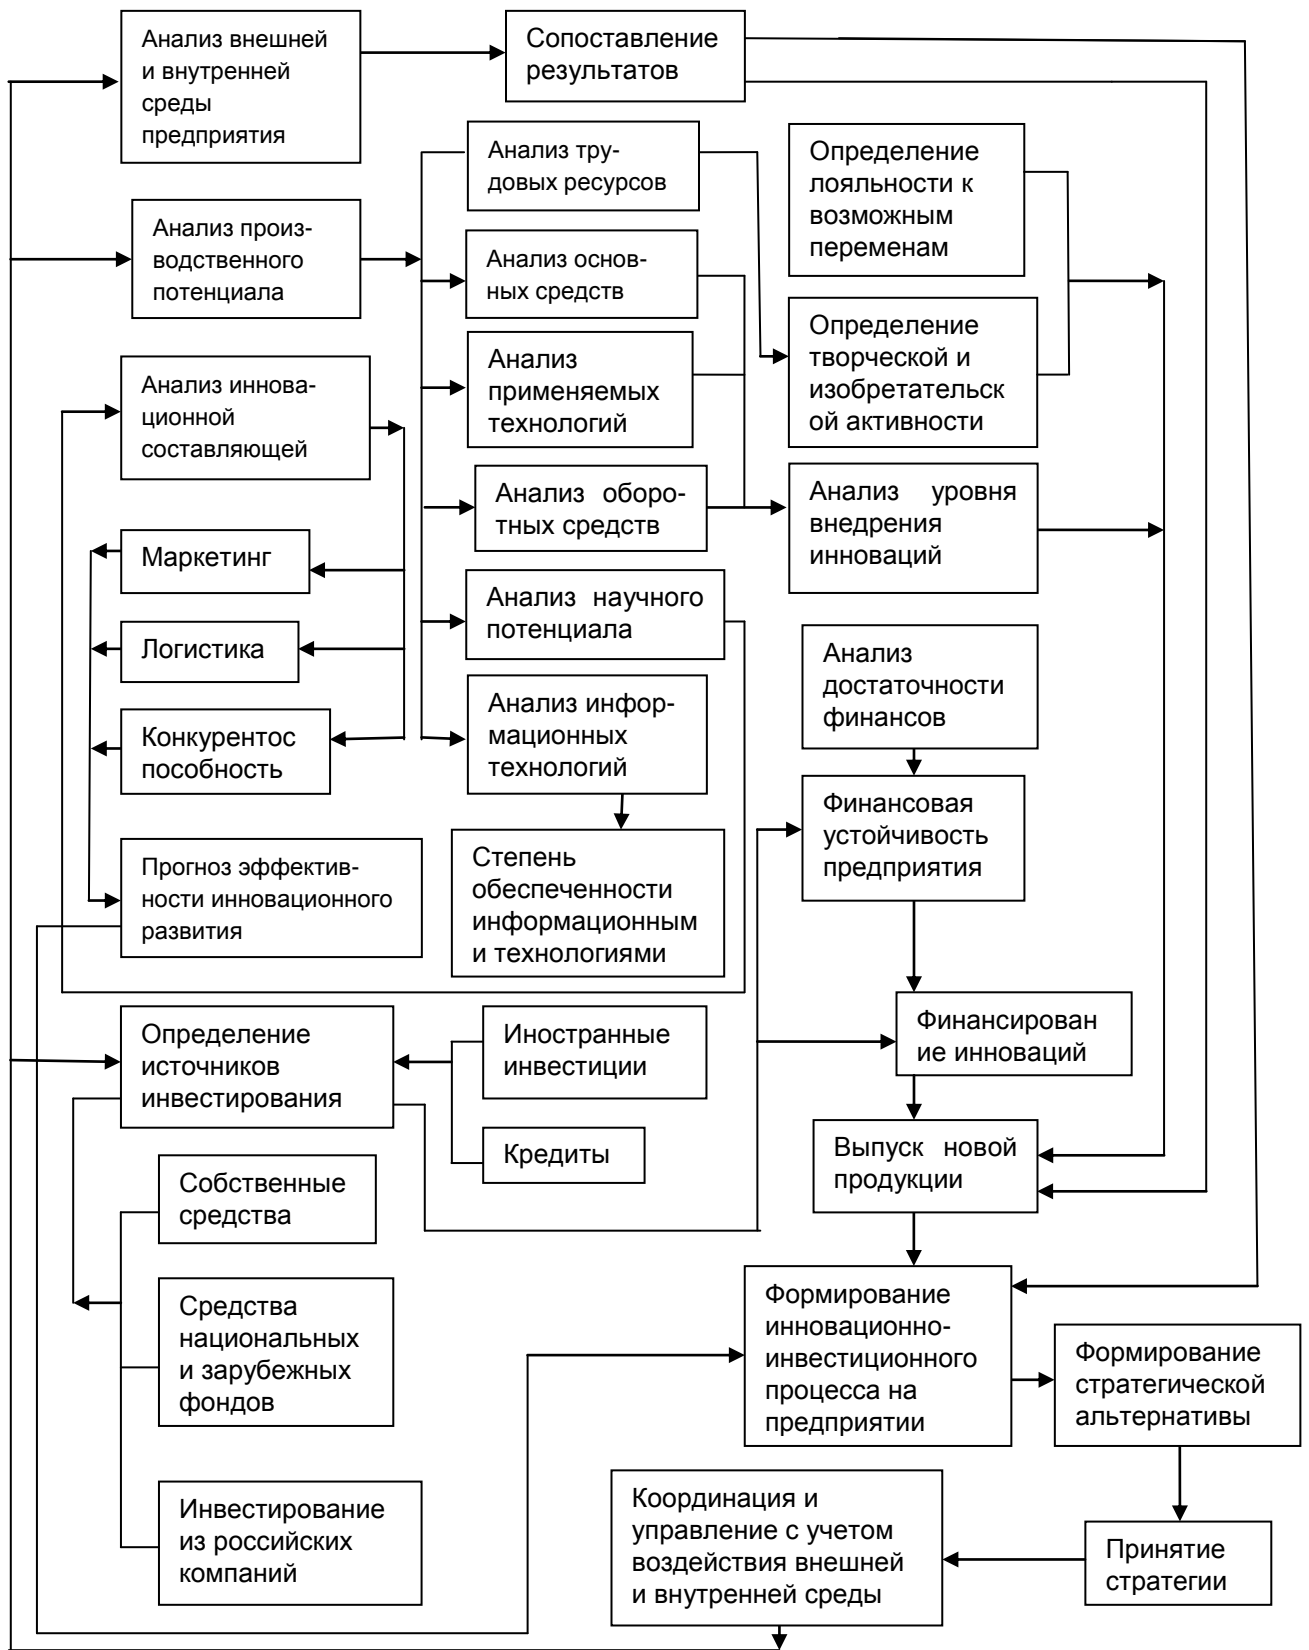 Анализ внешней
и внутренней
среды
предприятия
Сопоставление
результатов
Анализ произ-
водственного
потенциала
Анализ тру-
довых ресурсов
Определение
лояльности к
возможным
переменам
Анализ основ-
ных средств
Определение
творческой и
изобретательск
ой активности
Анализ
применяемых
технологий
Анализ иннова-
ционной
составляющей
Анализ оборо-
тных средств
Анализ уровня
внедрения
инноваций
Маркетинг
Анализ научного
потенциала
Логистика
Анализ
достаточности
финансов
Анализ инфор-
мационных
технологий
Конкурентос
пособность
Финансовая
устойчивость
предприятия
Прогноз эффектив-
ности инновационного
развития
Степень
обеспеченности
информационным
и технологиями
Определение
источников
инвестирования
Иностранные
инвестиции
Финансирован
ие инноваций
Кредиты
Выпуск новой
продукции
Собственные
средства
Средства
национальных
и зарубежных
фондов
Формирование
инновационно-
инвестиционного
процесса на
предприятии
Формирование
стратегической
альтернативы
Инвестирование
из российских
компаний
Координация и
управление с учетом
воздействия внешней
и внутренней среды
Принятие
стратегии